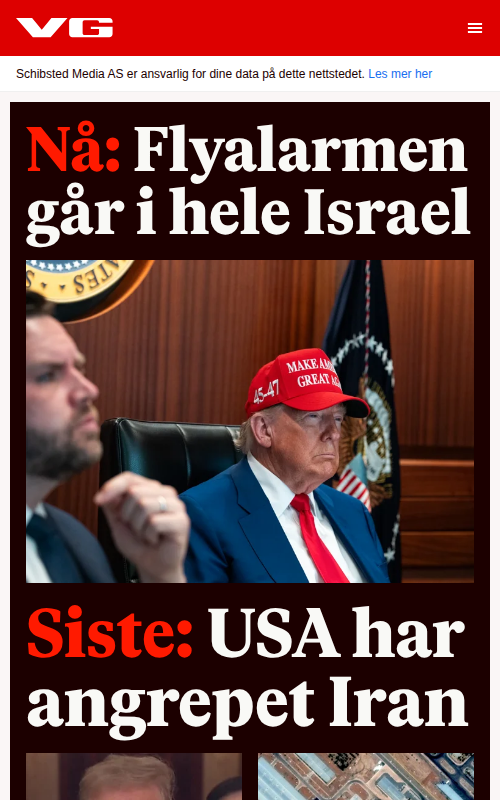 VG
Schibsted Media AS er ansvarlig for dine data på dette nettstedet. Les mer her
Nå: Flyalarmen
går i hele Israel
STATES
45-47
MAKE AM
GREAT A
Siste: USA har
angrepet Iran